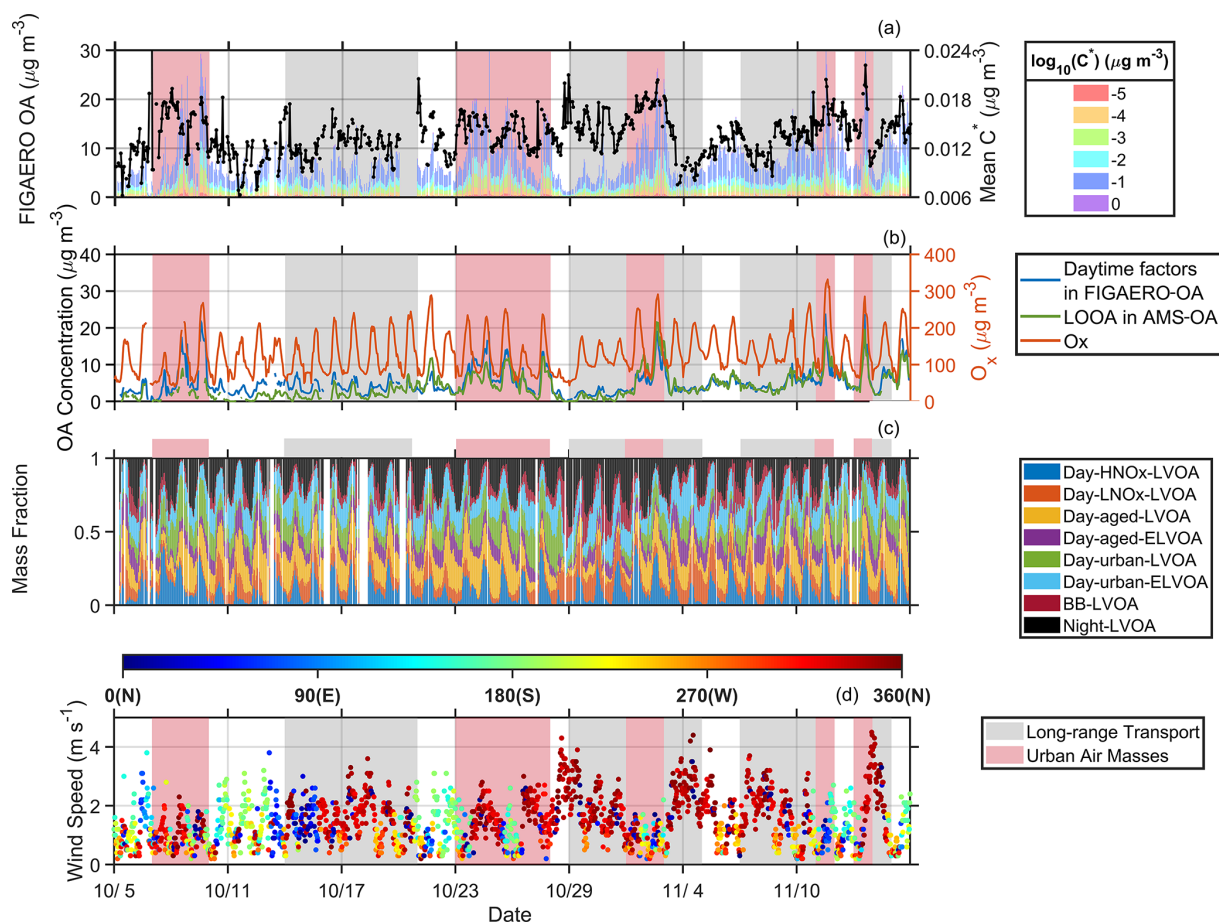 (a)
FIGAERO OA (μg m-3)
30
20
10
0
0.024
0.018
0.012
0.006
Mean C* (μg m-3)
log10(C*) (μg m-3)
-5
-4
-3
-2
-1
0
(b)
OA Concentration (μg m-3)
40
30
20
10
0
400
300
200
100
0
Ox (μg m-3)
Daytime factors
in FIGAERO-OA
LOOA in AMS-OA
Ox
(c)
Mass Fraction
1
0.5
0
Day-HNOx-LVOA
Day-LNOx-LVOA
Day-aged-LVOA
Day-aged-ELVOA
Day-urban-LVOA
Day-urban-ELVOA
BB-LVOA
Night-LVOA
0(N) 90(E) 180(S) 270(W) 360(N)
(d)
Wind Speed (m s-1)
4
2
0
Long-range Transport
Urban Air Masses
10/ 5 10/11 10/17 10/23 10/29 11/ 4 11/10
Date